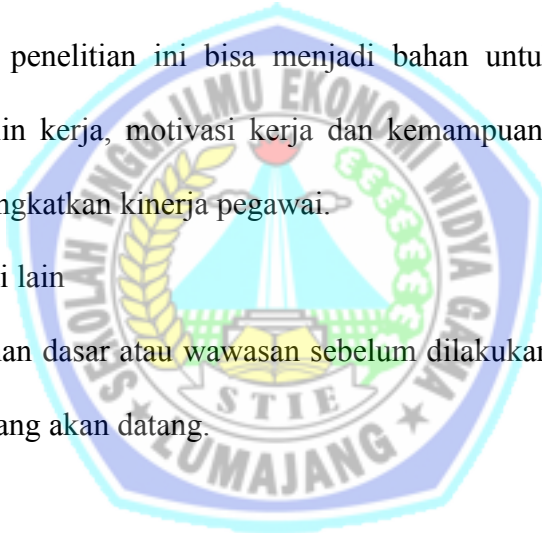 penelitian ini bisa menjadi bahan untu
in kerja, motivasi kerja dan kemampuan
ngkatkan kinerja pegawai.
i lain
an dasar atau wawasan sebelum dilakukan
ang akan datang.
SEKOLAH TINGGI ILMU EKONOMI WIDYA GAMA
STIE
LUMAJANG